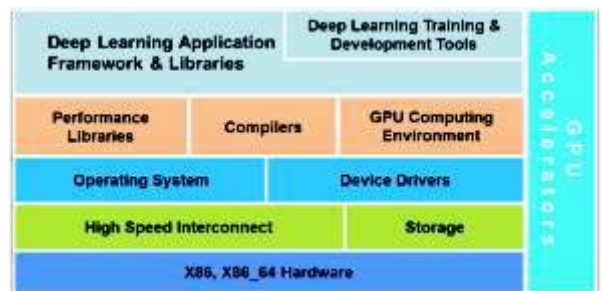 Deep Learning Application
Framework & Libraries
Deep Learning Training &
Development Tools
Performance
Libraries
Compilers
GPU Computing
Environment
Operating System
Device Drivers
High Speed Interconnect
Storage
X86, X86_64 Hardware
GPU
Accelerators